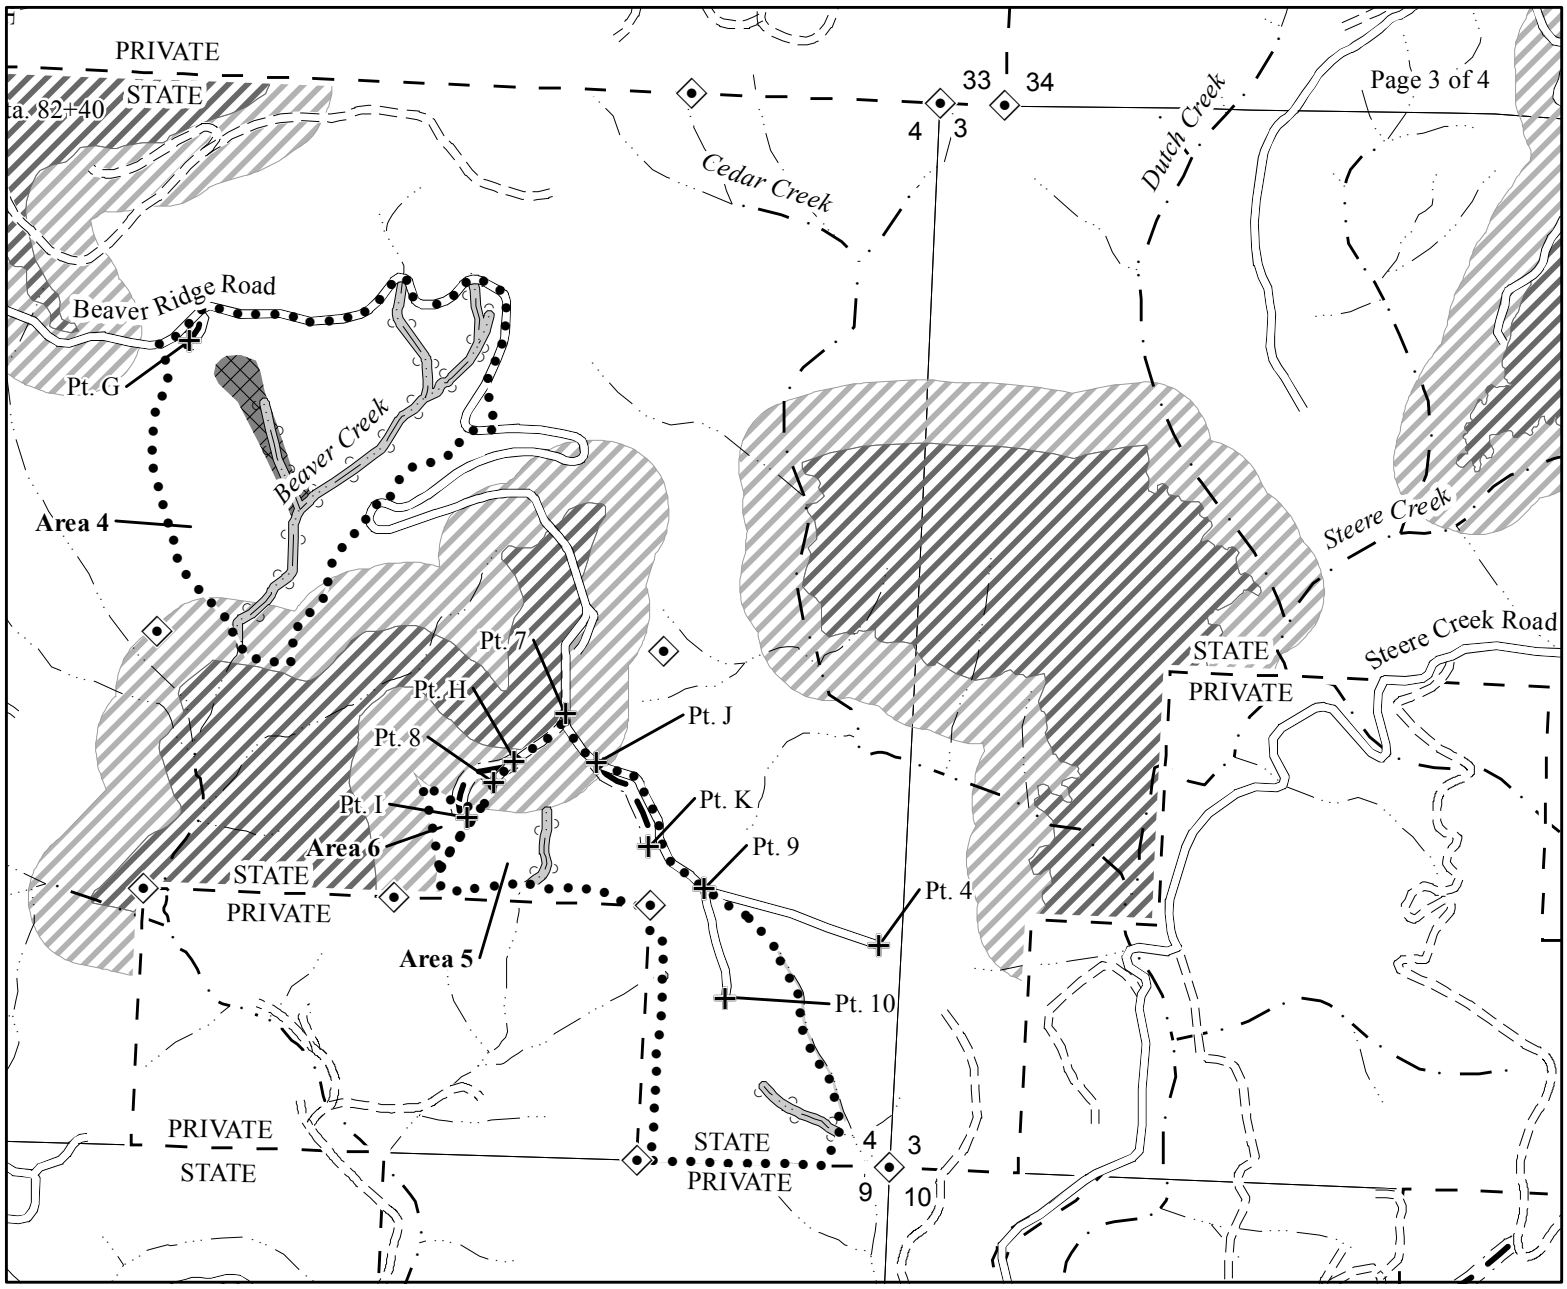 PRIVATE
STATE
33 34
Page 3 of 4
ta. 82+40
4 3
Dutch Creek
Cedar Creek
Beaver Ridge Road
Pt. G
Beaver Creek
Area 4
Steere Creek
Steere Creek Road
Pt. 7
STATE
PRIVATE
Pt. H
Pt. J
Pt. 8
Pt. I
Pt. K
Area 6
Pt. 9
STATE
PRIVATE
Pt. 4
Area 5
Pt. 10
PRIVATE
STATE
STATE
PRIVATE
4 3
9 10